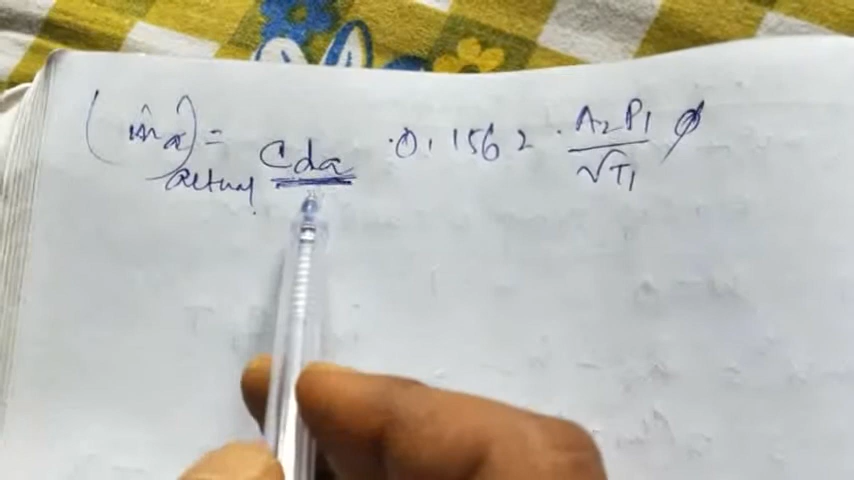 (ṁa)actual = Cda · 0.1562 · A2P1/√T1 ø